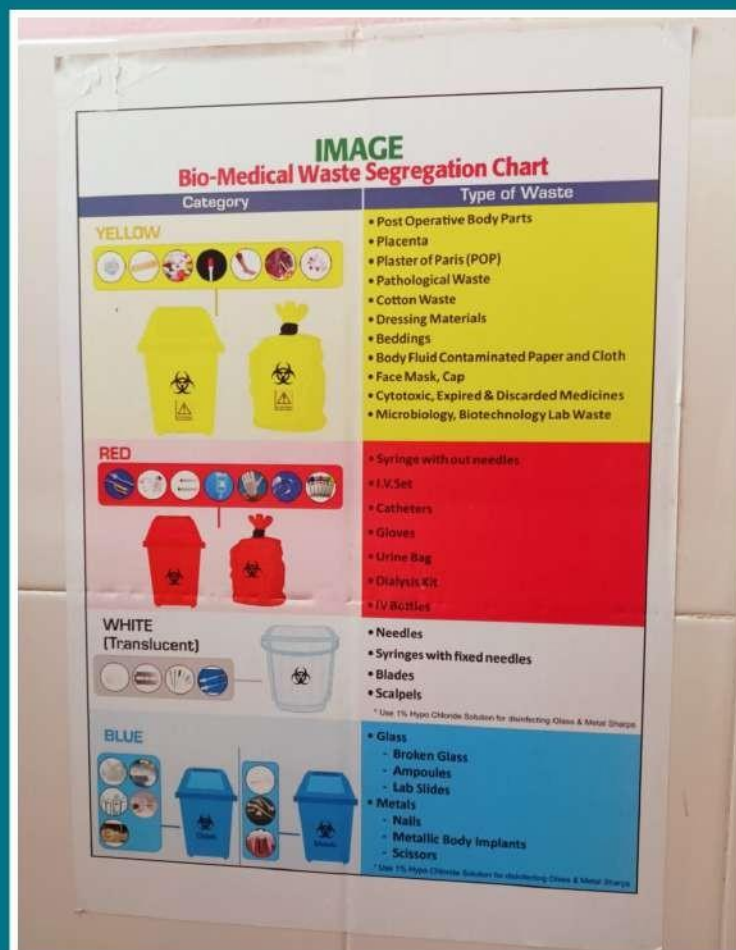 IMAGE
Bio-Medical Waste Segregation Chart
Category
Type of Waste
YELLOW
• Post Operative Body Parts
• Placenta
• Plaster of Paris (POP)
• Pathological Waste
• Cotton Waste
• Dressing Materials
• Beddings
• Body Fluid Contaminated Paper and Cloth
• Face Mask, Cap
• Cytotoxic, Expired & Discarded Medicines
• Microbiology, Biotechnology Lab Waste
RED
• Syringe with out needles
• I.V.Set
• Catheters
• Gloves
• Urine Bag
• Dialysis Kit
• IV Bottles
WHITE
(Translucent)
• Needles
• Syringes with fixed needles
• Blades
• Scalpels
* Use 1% Hypo Chloride Solution for disinfecting Glass & Metal Sharps
BLUE
• Glass
- Broken Glass
- Ampoules
- Lab Slides
• Metals
- Nails
- Metallic Body Implants
- Scissors
* Use 1% Hypo Chloride Solution for disinfecting Glass & Metal Sharps